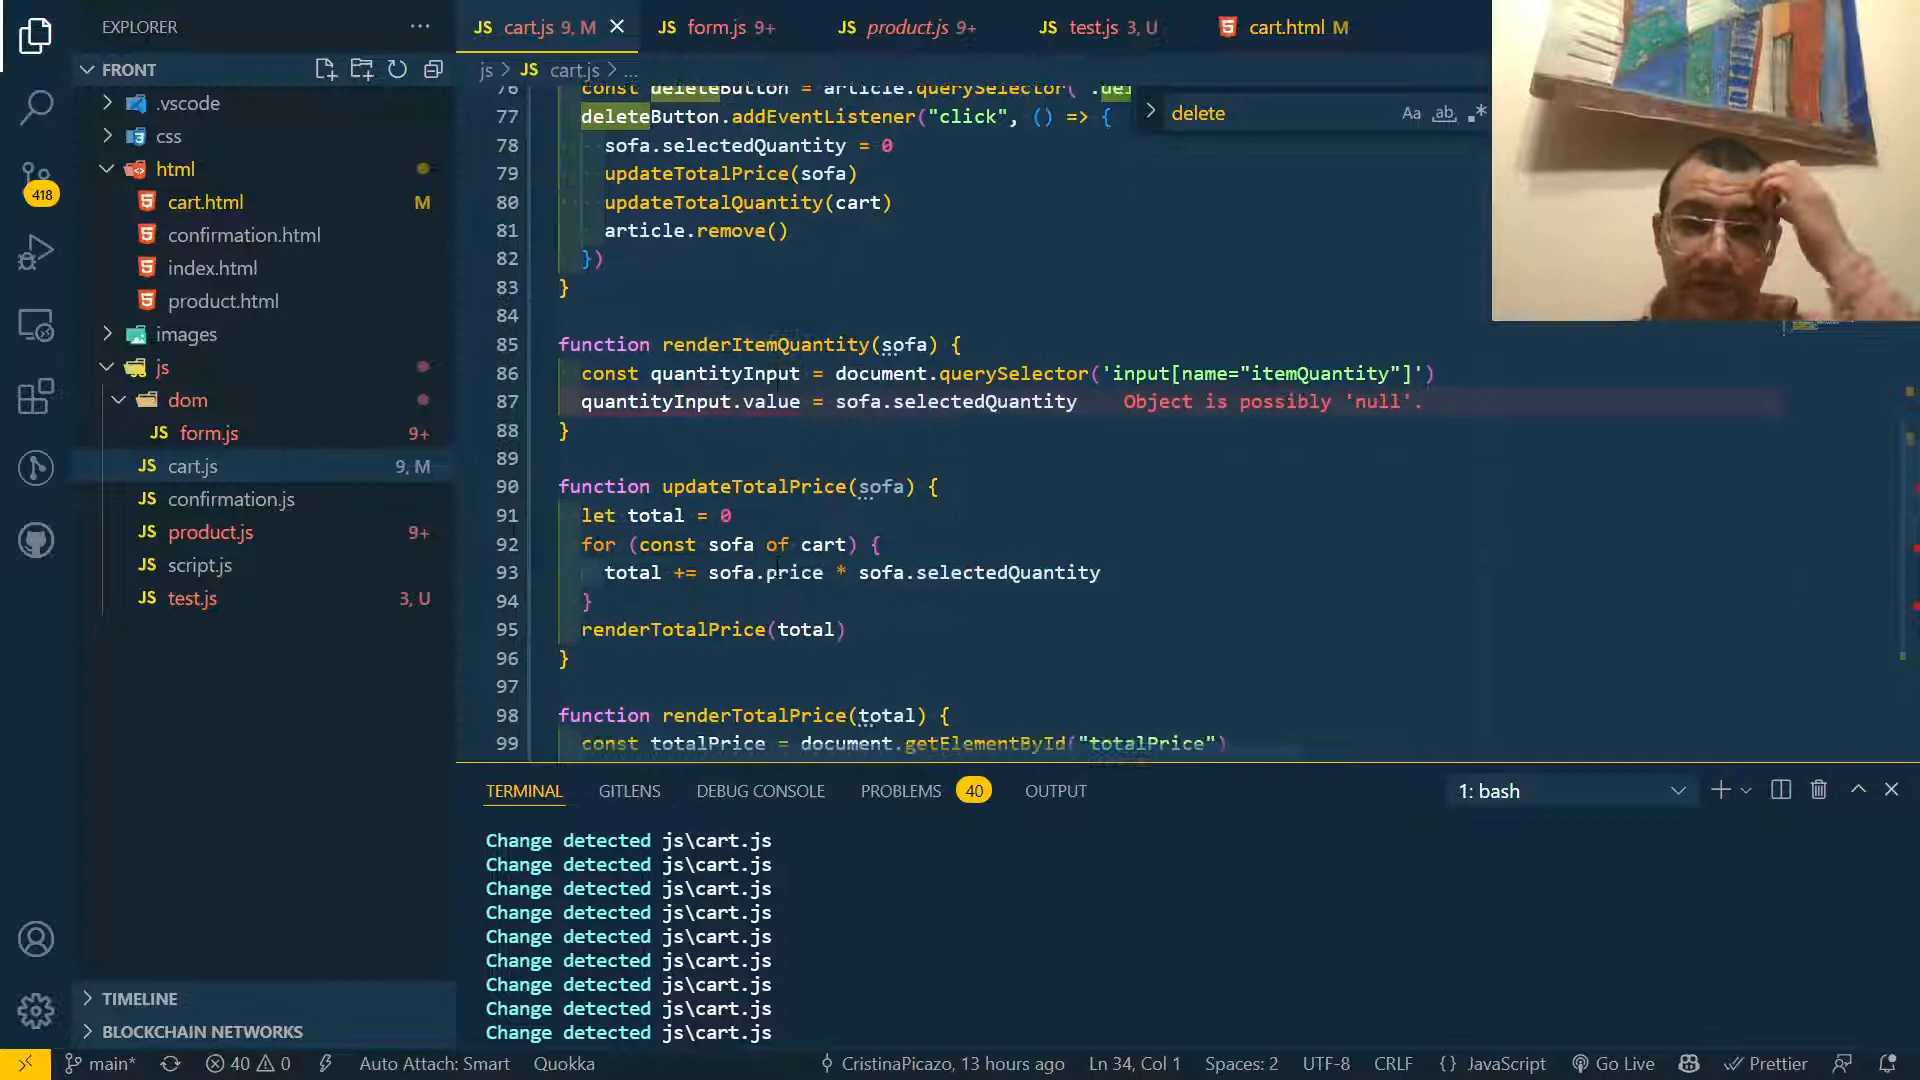 EXPLORER
FRONT
.vscode
css
html
cart.html M
confirmation.html
index.html
product.html
images
js
dom
form.js 9+
cart.js 9, M
confirmation.js
product.js 9+
script.js
test.js 3, U
TIMELINE
BLOCKCHAIN NETWORKS
418
JS cart.js 9, M
JS form.js 9+
JS product.js 9+
JS test.js 3, U
cart.html M
js > JS cart.js > ...
76 const deleteButton = article.querySelector( .del
77 deleteButton.addEventListener("click", () => {
78 sofa.selectedQuantity = 0
79 updateTotalPrice(sofa)
80 updateTotalQuantity(cart)
81 article.remove()
82 })
83 }
84
85 function renderItemQuantity(sofa) {
86 const quantityInput = document.querySelector('input[name="itemQuantity"]')
87 quantityInput.value = sofa.selectedQuantity Object is possibly 'null'.
88 }
89
90 function updateTotalPrice(sofa) {
91 let total = 0
92 for (const sofa of cart) {
93 total += sofa.price * sofa.selectedQuantity
94 }
95 renderTotalPrice(total)
96 }
97
98 function renderTotalPrice(total) {
99 const totalPrice = document.getElementById("totalPrice")
delete
Aa ab
TERMINAL GITLENS DEBUG CONSOLE PROBLEMS 40 OUTPUT
1: bash
Change detected js\cart.js
Change detected js\cart.js
Change detected js\cart.js
Change detected js\cart.js
Change detected js\cart.js
Change detected js\cart.js
Change detected js\cart.js
Change detected js\cart.js
Change detected js\cart.js
main* 40 0 Auto Attach: Smart Quokka CristinaPicazo, 13 hours ago Ln 34, Col 1 Spaces: 2 UTF-8 CRLF {} JavaScript Go Live Prettier